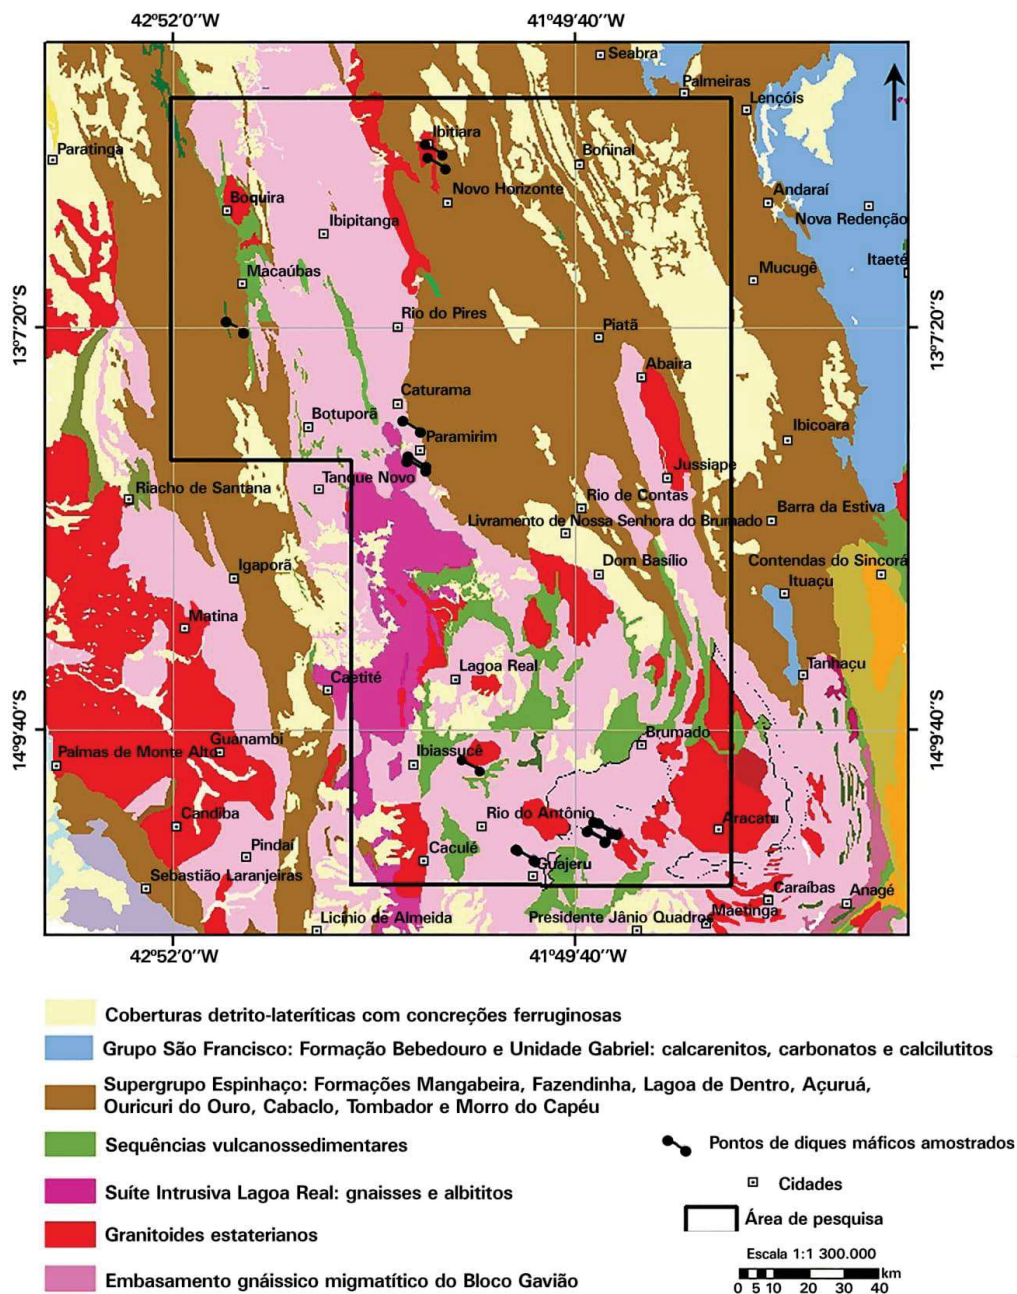 42º52'0''W
41º49'40''W
Seabra
Palmeiras
Lençóis
Ibitiara
Paratinga
Boninal
Novo Horizonte
Andaraí
Boquira
Nova Redenção
Ibipitanga
Itaeté
Macaúbas
Mucugê
13º7'20''S
Rio do Pires
Piatã
13º7'20''S
Abaira
Caturama
Botuporã
Paramirim
Ibicoara
Jussiape
Tanque Novo
Riacho de Santana
Rio de Contas
Livramento de Nossa Senhora do Brumado
Barra da Estiva
Igaporã
Dom Basílio
Contendas do Sincorá
Ituaçu
Matina
Lagoa Real
Tanhaçu
Caetité
14º9'40''S
Guanambi
Palmas de Monte Alto
Ibiassucê
Brumado
14º9'40''S
Candiba
Rio do Antônio
Aracatu
Pindaí
Caculé
Guajeru
Sebastião Laranjeiras
Caraíbas
Anagé
Licínio de Almeida
Presidente Jânio Quadros
Maetinga
42º52'0''W
41º49'40''W
Coberturas detrito-lateríticas com concreções ferruginosas
Grupo São Francisco: Formação Bebedouro e Unidade Gabriel: calcarenitos, carbonatos e calcilutitos
Supergrupo Espinhaço: Formações Mangabeira, Fazendinha, Lagoa de Dentro, Açuruá,
Ouricuri do Ouro, Cabaclo, Tombador e Morro do Capéu
Sequências vulcanossedimentares
Pontos de diques máficos amostrados
Suíte Intrusiva Lagoa Real: gnaisses e albititos
Cidades
Granitoides estaterianos
Área de pesquisa
Embasamento gnáissico migmatítico do Bloco Gavião
Escala 1:1 300.000
km
0 5 10 20 30 40